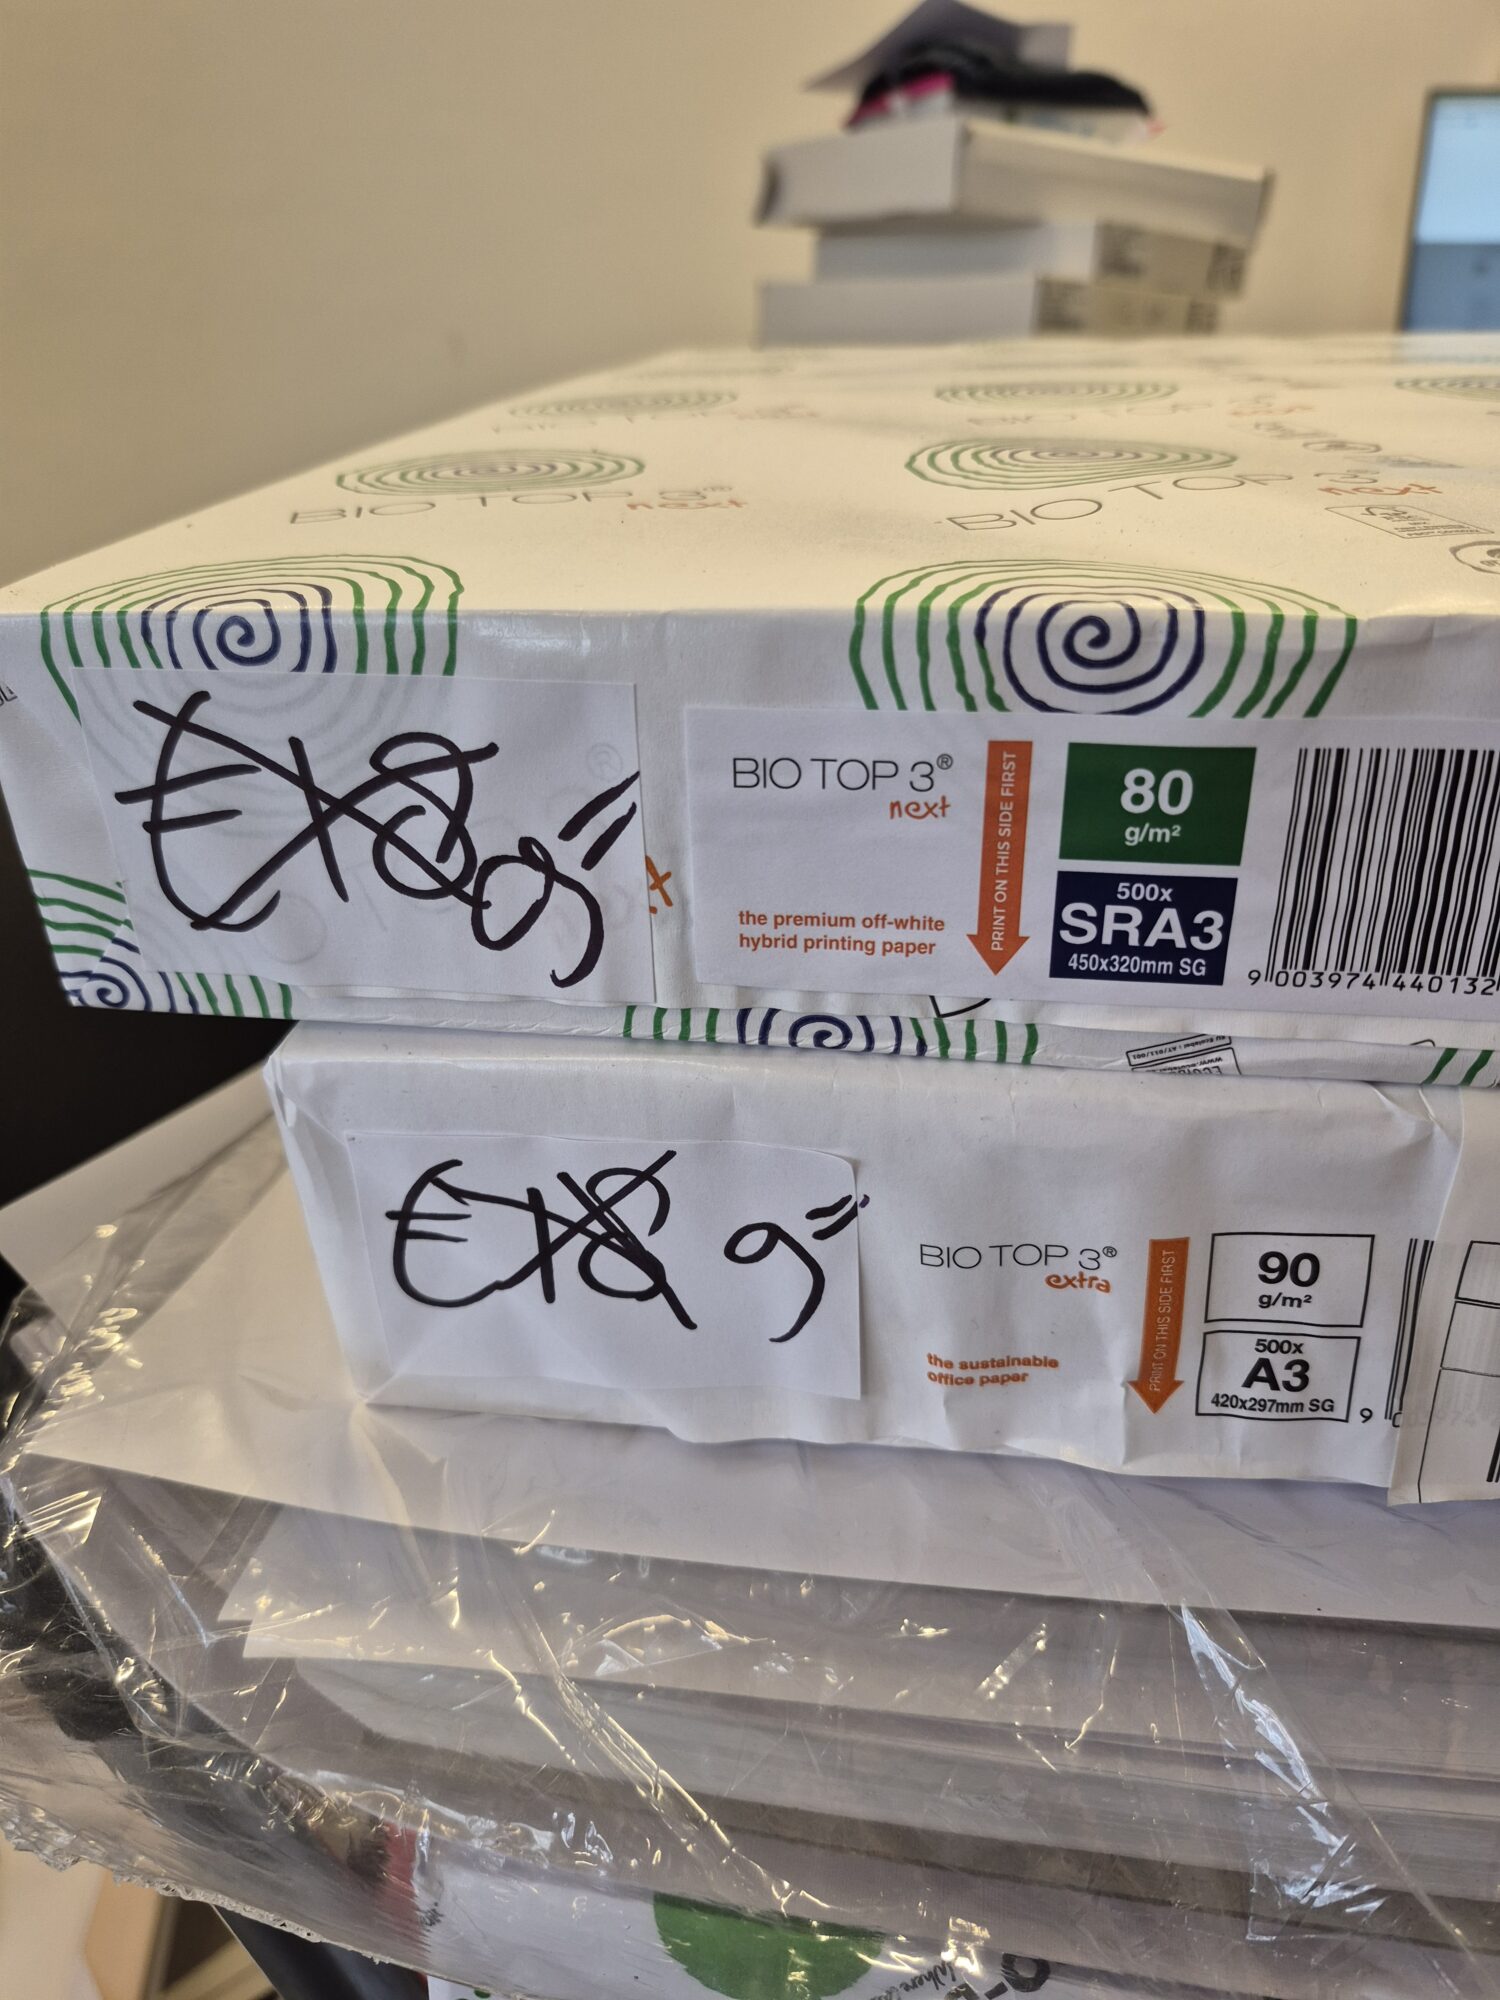 BIO TOP 3® next
BIO TOP
next
€18
9=
BIO TOP 3®
next
the premium off-white
hybrid printing paper
PRINT ON THIS SIDE FIRST
80
g/m²
500x
SRA3
450x320mm SG
9 003974 440132
€18 9=
BIO TOP 3®
extra
the sustainable
office paper
PRINT ON THIS SIDE FIRST
90
g/m²
500x
A3
420x297mm SG
9